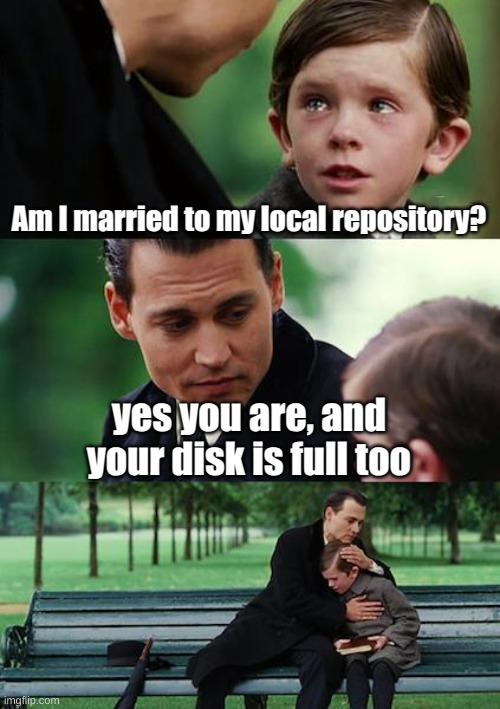 Am I married to my local repository?
yes you are, and
your disk is full too
imgflip.com